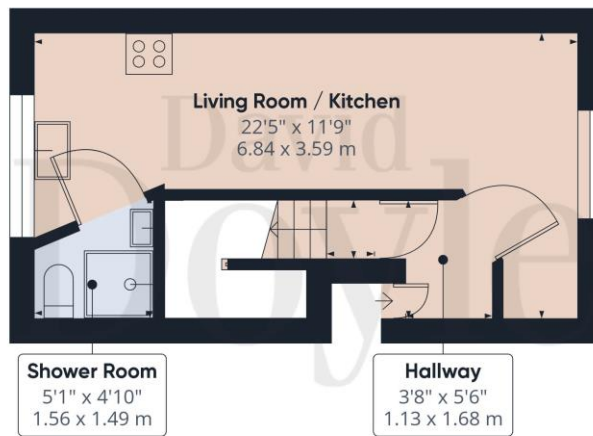 Living Room / Kitchen
22'5" x 11'9"
6.84 x 3.59 m
David
Doyle
Shower Room
5'1" x 4'10"
1.56 x 1.49 m
Hallway
3'8" x 5'6"
1.13 x 1.68 m